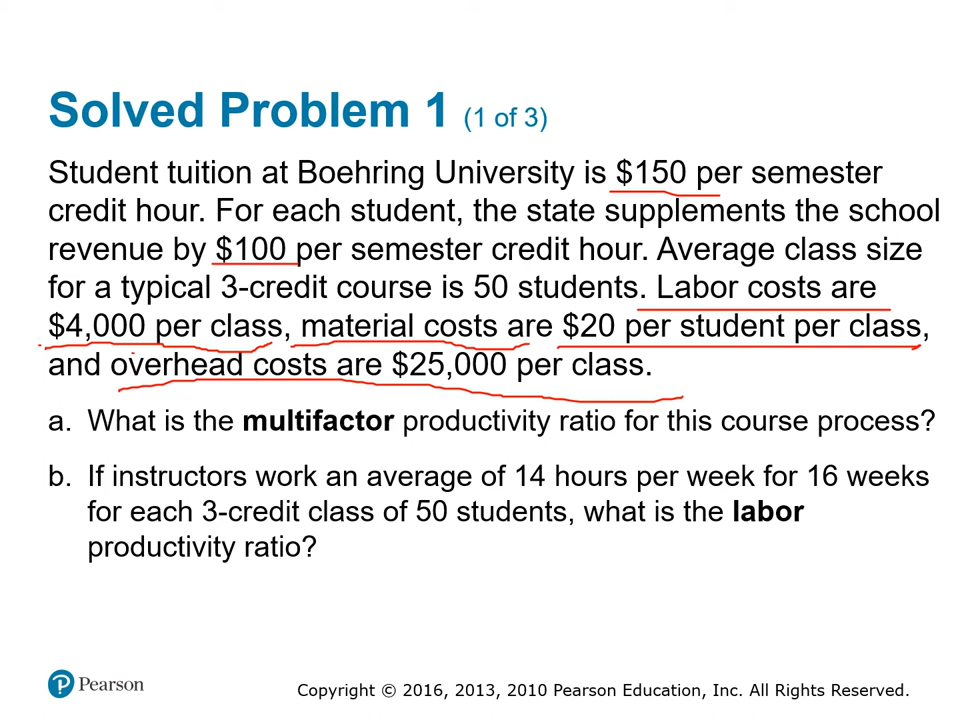 Solved Problem 1 (1 of 3)
Student tuition at Boehring University is $150 per semester
credit hour. For each student, the state supplements the school
revenue by $100 per semester credit hour. Average class size
for a typical 3-credit course is 50 students. Labor costs are
$4,000 per class, material costs are $20 per student per class,
and overhead costs are $25,000 per class.
a. What is the multifactor productivity ratio for this course process?
b. If instructors work an average of 14 hours per week for 16 weeks
for each 3-credit class of 50 students, what is the labor
productivity ratio?
Pearson
Copyright © 2016, 2013, 2010 Pearson Education, Inc. All Rights Reserved.